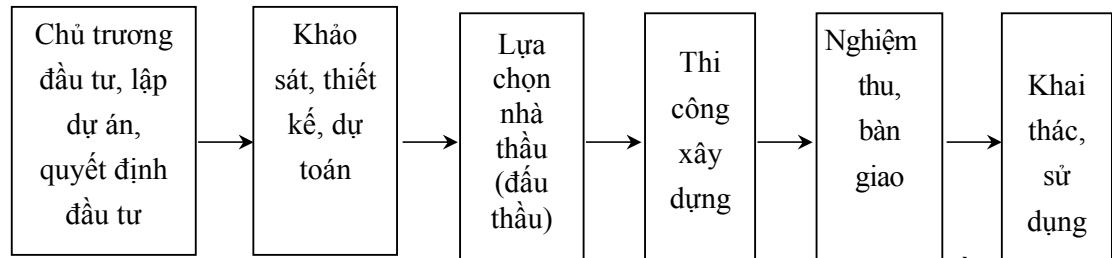 Chủ trương
đầu tư, lập
dự án,
quyết định
đầu tư
Khảo
sát, thiết
kế, dự
toán
Lựa
chọn
nhà
thầu
(đấu
thầu)
Thi
công
xây
dựng
Nghiệm
thu,
bàn
giao
Khai
thác,
sử
dụng